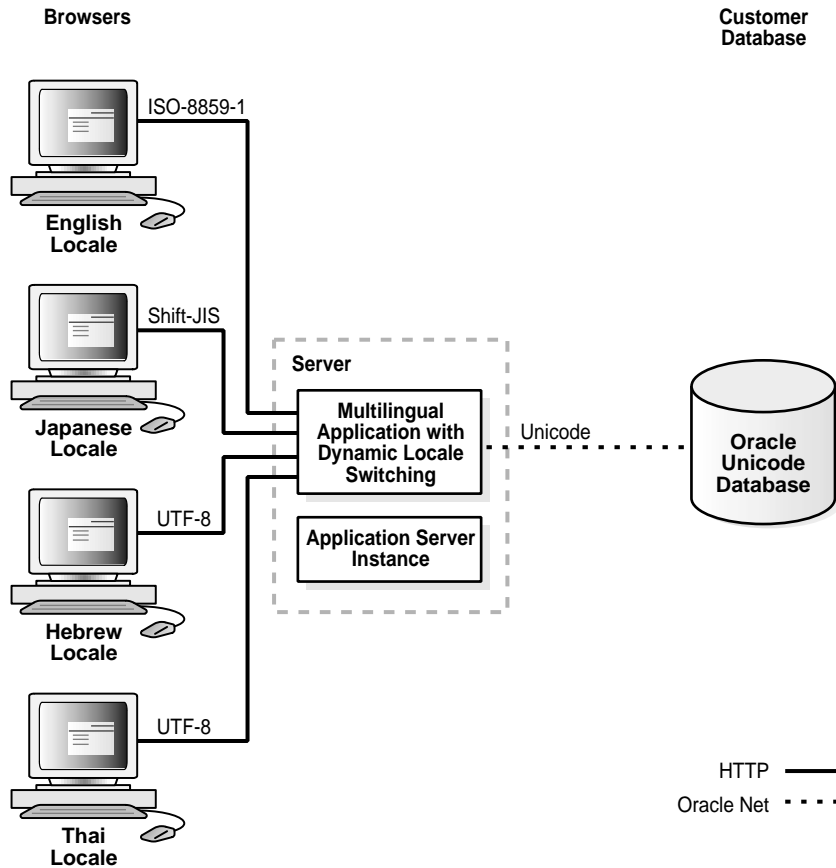 Browsers
Customer
Database
ISO-8859-1
English
Locale
Shift-JIS
Japanese
Locale
UTF-8
Hebrew
Locale
UTF-8
Thai
Locale
Server
Multilingual
Application with
Dynamic Locale
Switching
Application Server
Instance
Unicode
Oracle
Unicode
Database
HTTP
Oracle Net